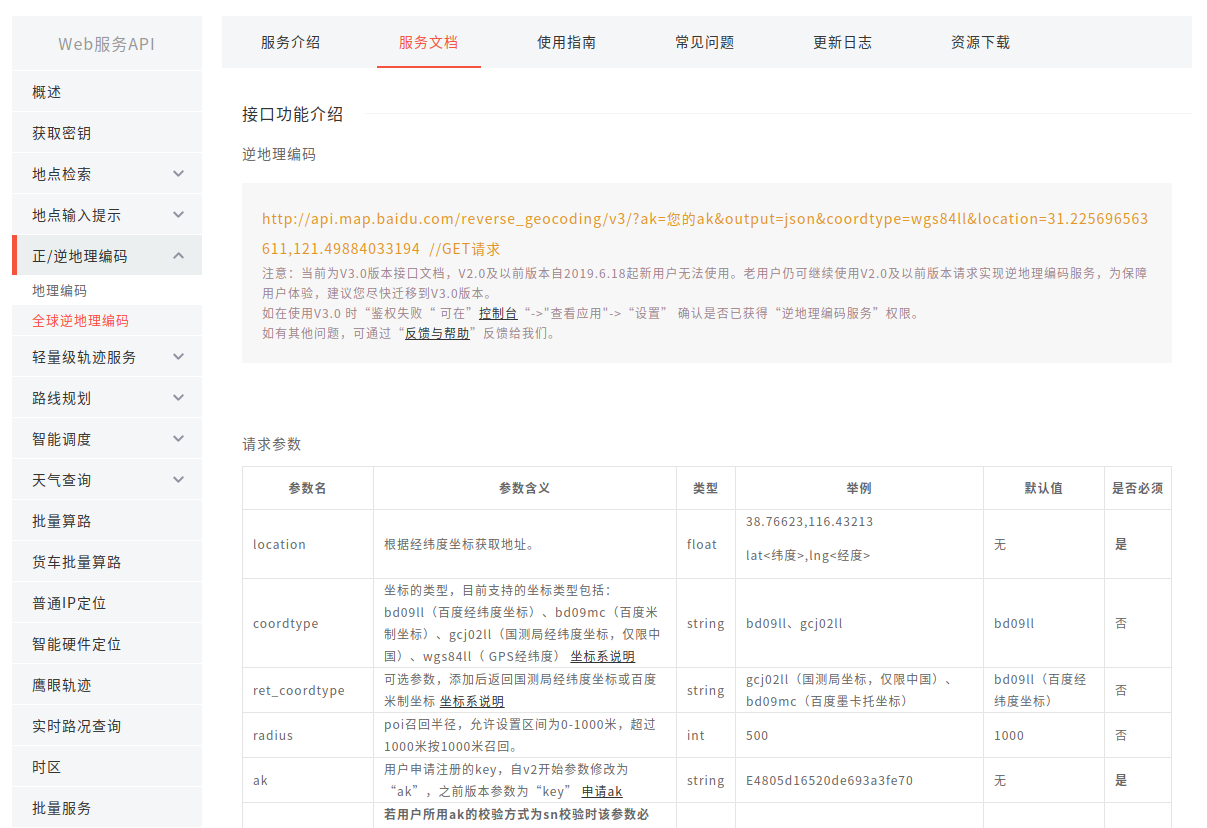 Web服务API
概述
获取密钥
地点检索
地点输入提示
正/逆地理编码
地理编码
全球逆地理编码
轻量级轨迹服务
路线规划
智能调度
天气查询
批量算路
货车批量算路
普通IP定位
智能硬件定位
鹰眼轨迹
实时路况查询
时区
批量服务
服务介绍 服务文档 使用指南 常见问题 更新日志 资源下载
接口功能介绍
逆地理编码
http://api.map.baidu.com/reverse_geocoding/v3/?ak=您的ak&output=json&coordtype=wgs84ll&location=31.225696563
611,121.49884033194 //GET请求
注意：当前为V3.0版本接口文档，V2.0及以前版本自2019.6.18起新用户无法使用。老用户仍可继续使用V2.0及以前版本请求实现逆地理编码服务，为保障
用户体验，建议您尽快迁移到V3.0版本。
如在使用V3.0 时“鉴权失败“ 可在”控制台“->"查看应用"->“设置” 确认是否已获得“逆地理编码服务”权限。
如有其他问题，可通过“反馈与帮助”反馈给我们。
请求参数
参数名 参数含义 类型 举例 默认值 是否必须
location 根据经纬度坐标获取地址。 float 38.76623,116.43213 无 是
lat<纬度>,lng<经度>
coordtype 坐标的类型，目前支持的坐标类型包括：
bd09ll（百度经纬度坐标）、bd09mc（百度米
制坐标）、gcj02ll（国测局经纬度坐标，仅限中
国）、wgs84ll（ GPS经纬度） 坐标系说明 string bd09ll、gcj02ll bd09ll 否
ret_coordtype 可选参数，添加后返回国测局经纬度坐标或百度
米制坐标 坐标系说明 string gcj02ll（国测局坐标，仅限中国）、
bd09mc（百度墨卡托坐标） bd09ll（百度经
纬度坐标） 否
radius poi召回半径，允许设置区间为0-1000米，超过
1000米按1000米召回。 int 500 1000 否
ak 用户申请注册的key，自v2开始参数修改为
“ak”，之前版本参数为“key” 申请ak string E4805d16520de693a3fe70 无 是
若用户所用ak的校验方式为sn校验时该参数必